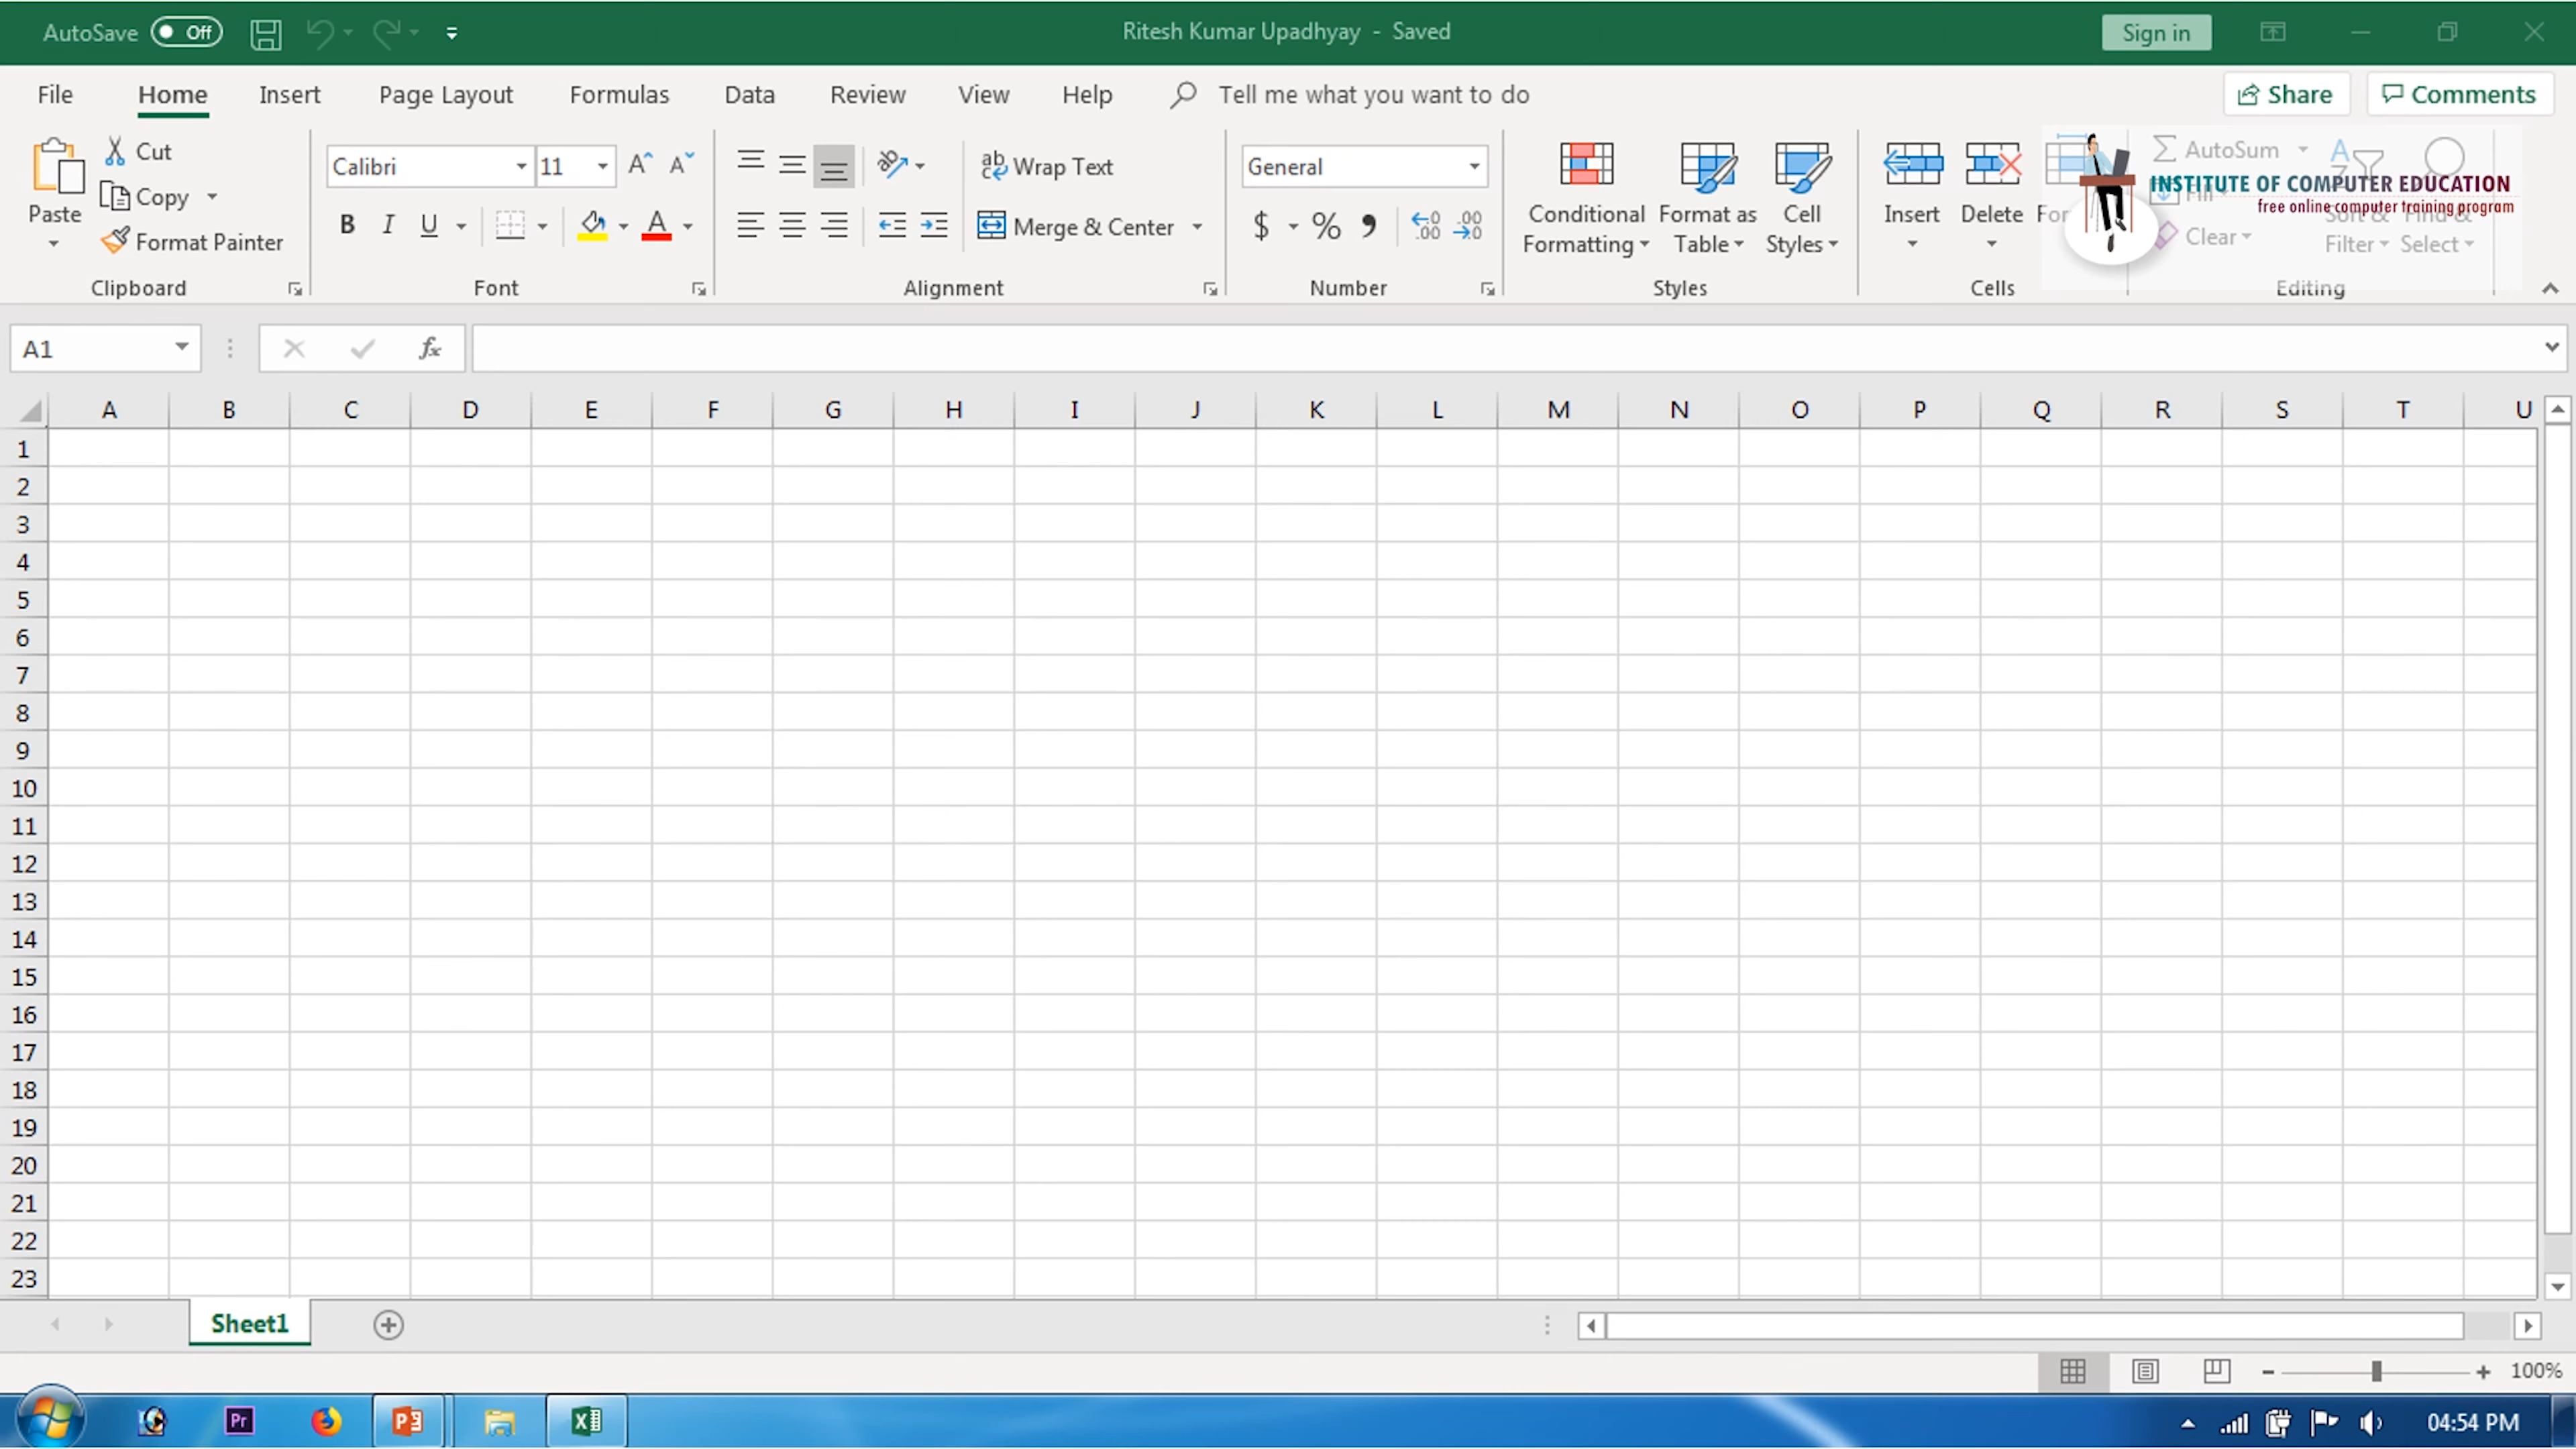 AutoSave Off
Ritesh Kumar Upadhyay - Saved
Sign in
File Home Insert Page Layout Formulas Data Review View Help Tell me what you want to do Share Comments
Paste
Cut
Copy
Format Painter
Clipboard
Calibri 11
B I U A
Font
Wrap Text
Merge & Center
Alignment
General
$ % ,
Number
Conditional Formatting
Format as Table
Cell Styles
Styles
Insert
Delete
Cells
AutoSum
Fill
Clear
Sort & Filter
Find & Select
Editing
INSTITUTE OF COMPUTER EDUCATION
free online computer training program
A1 fx
A B C D E F G H I J K L M N O P Q R S T U
1
2
3
4
5
6
7
8
9
10
11
12
13
14
15
16
17
18
19
20
21
22
23
Sheet1
100%
Pr
04:54 PM